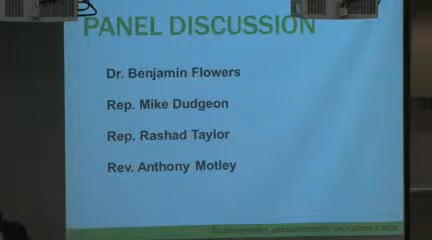 PANEL DISCUSSION
Dr. Benjamin Flowers
Rep. Mike Dudgeon
Rep. Rashad Taylor
Rev. Anthony Motley